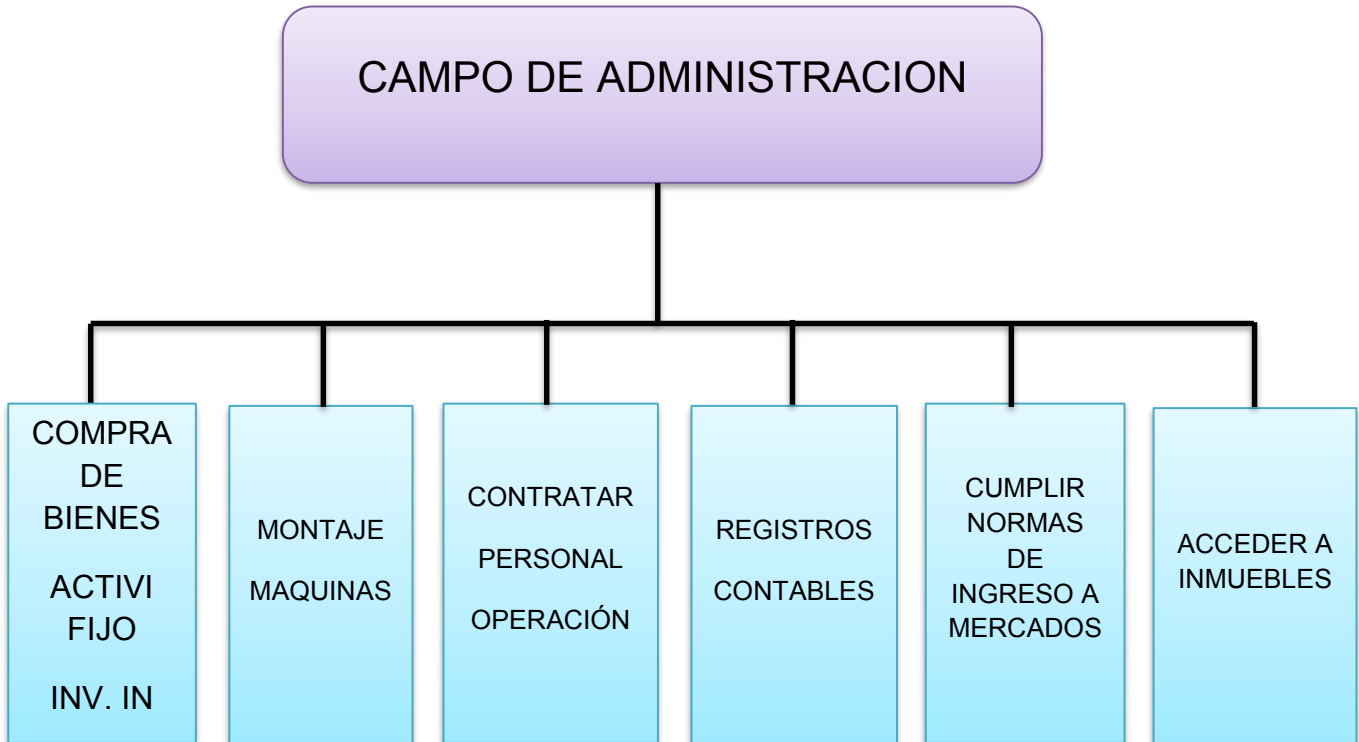 CAMPO DE ADMINISTRACION
COMPRA
DE
BIENES
ACTIVI
FIJO
INV. IN
MONTAJE
MAQUINAS
CONTRATAR
PERSONAL
OPERACIÓN
REGISTROS
CONTABLES
CUMPLIR
NORMAS
DE
INGRESO A
MERCADOS
ACCEDER A
INMUEBLES